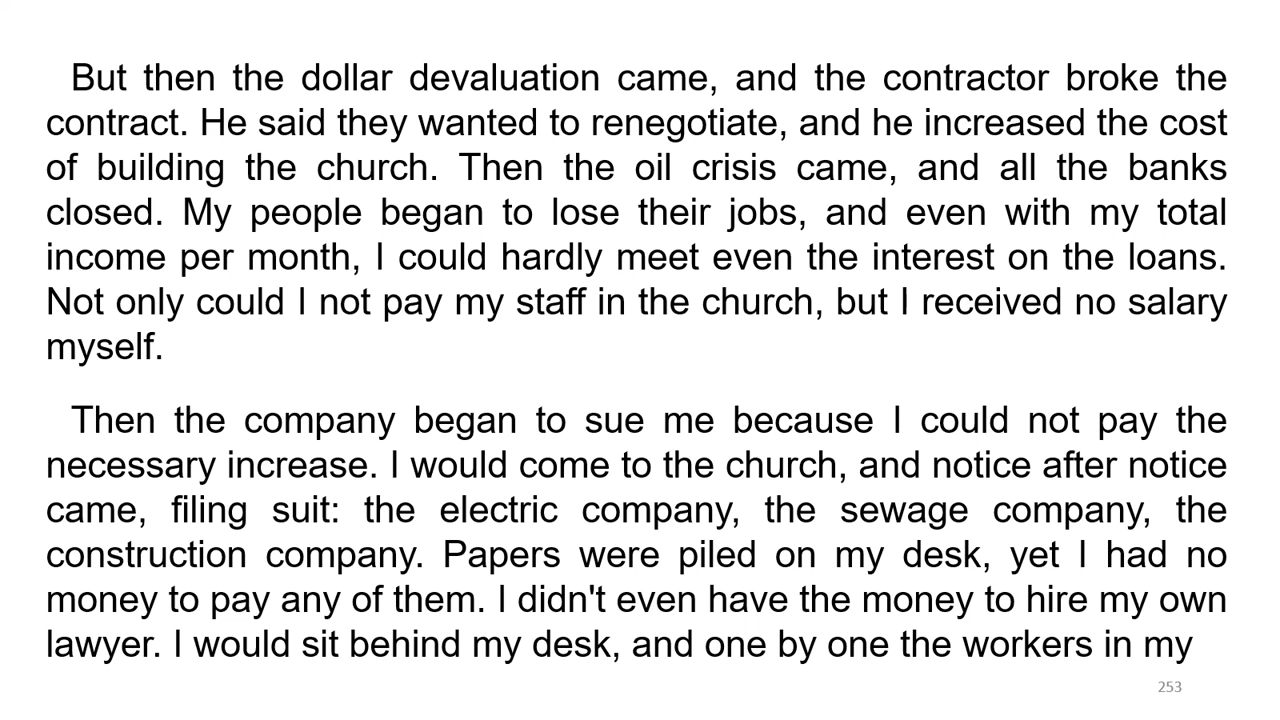 But then the dollar devaluation came, and the contractor broke the
contract. He said they wanted to renegotiate, and he increased the cost
of building the church. Then the oil crisis came, and all the banks
closed. My people began to lose their jobs, and even with my total
income per month, I could hardly meet even the interest on the loans.
Not only could I not pay my staff in the church, but I received no salary
myself.
Then the company began to sue me because I could not pay the
necessary increase. I would come to the church, and notice after notice
came, filing suit: the electric company, the sewage company, the
construction company. Papers were piled on my desk, yet I had no
money to pay any of them. I didn't even have the money to hire my own
lawyer. I would sit behind my desk, and one by one the workers in my
253